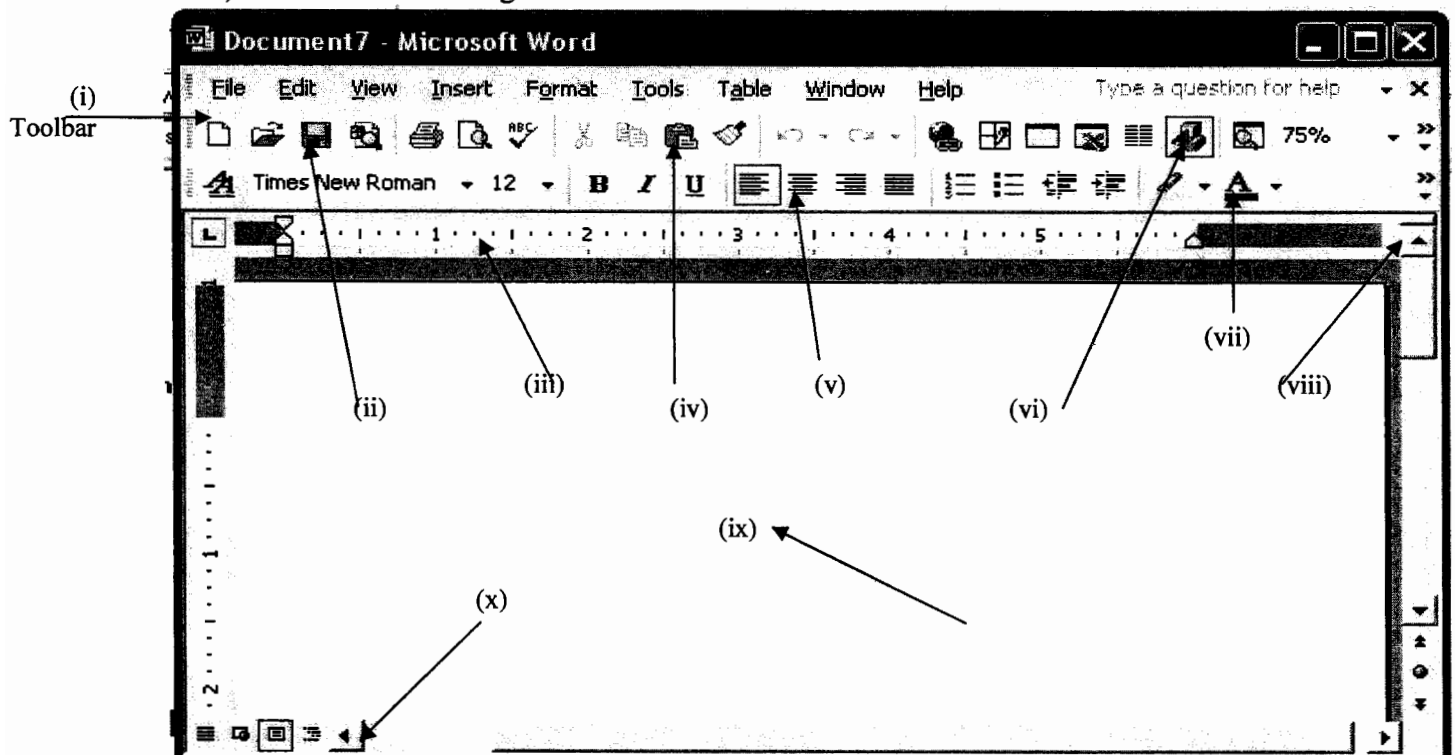 Document7 - Microsoft Word
File Edit View Insert Format Tools Table Window Help Type a question for help
(i)
Toolbar
ABC
75%
Times New Roman 12 B I U A
L
1 2 3 4 5
(vii)
(ii)
(iii)
(iv)
(v)
(vi)
(viii)
(ix)
1
(x)
2